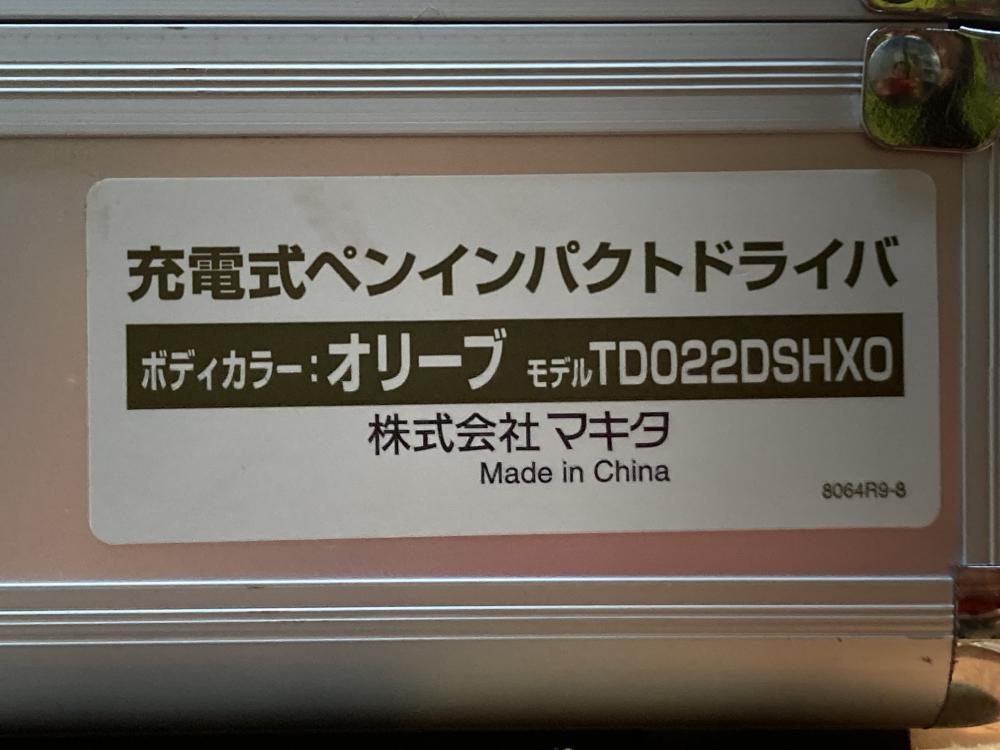 充電式ペンインパクトドライバ
ボディカラー：オリーブ モデルTD022DSHXO
株式会社マキタ
Made in China
8064R9-8